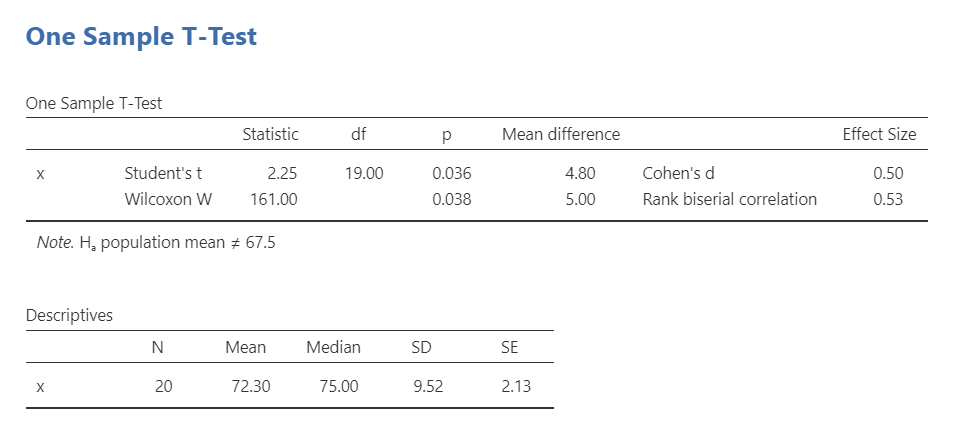 One Sample T-Test
One Sample T-Test
Statistic df p Mean difference Effect Size
x Student's t 2.25 19.00 0.036 4.80 Cohen's d 0.50
Wilcoxon W 161.00 0.038 5.00 Rank biserial correlation 0.53
Note. Hₐ population mean ≠ 67.5
Descriptives
N Mean Median SD SE
x 20 72.30 75.00 9.52 2.13